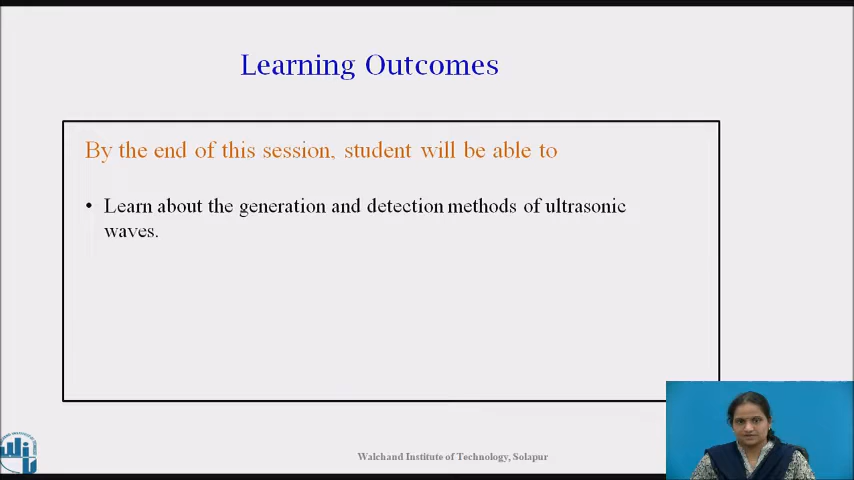 Learning Outcomes
By the end of this session, student will be able to
• Learn about the generation and detection methods of ultrasonic
waves.
Walchand Institute of Technology, Solapur